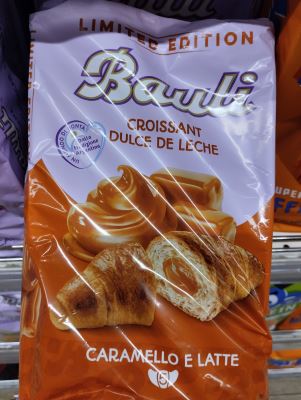 LIMITED EDITION
Bauli
CROISSANT
DULCE DE LECHE
CARAMELLO E LATTE